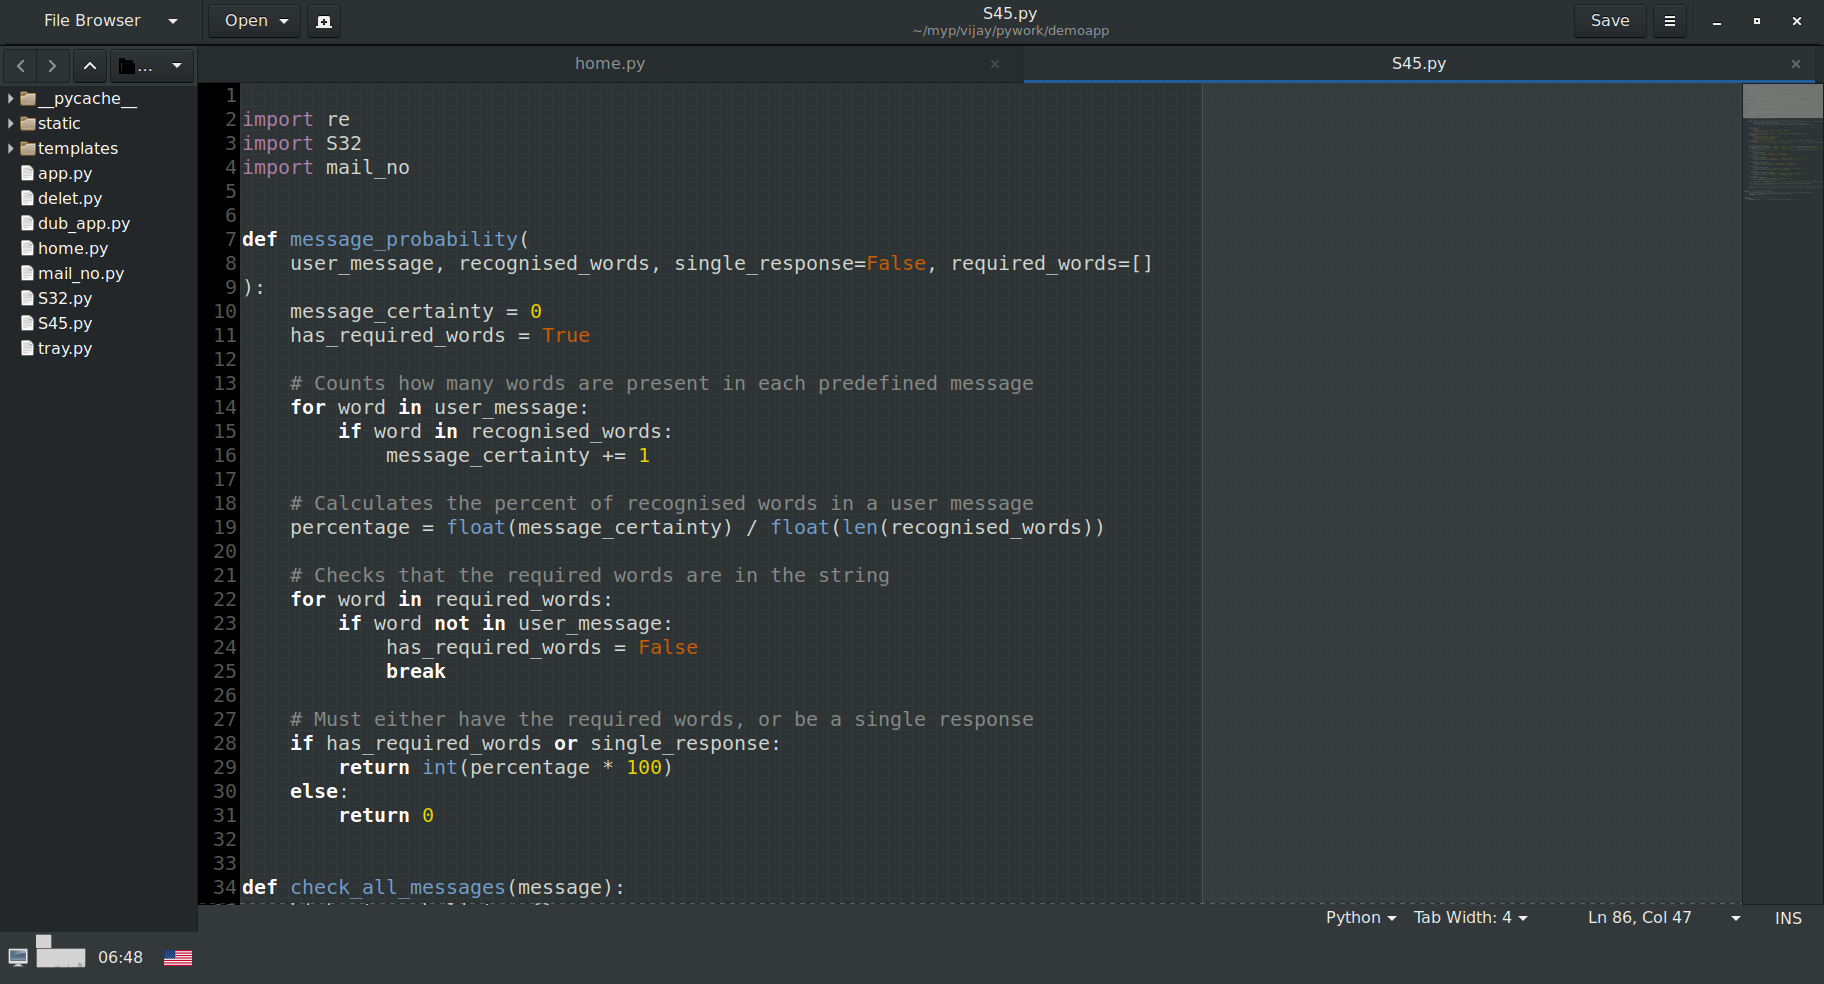 File Browser
Open
S45.py
~/myp/vijay/pywork/demoapp
Save
...
home.py
S45.py
__pycache__
static
templates
app.py
delet.py
dub_app.py
home.py
mail_no.py
S32.py
S45.py
tray.py
1
2 import re
3 import S32
4 import mail_no
5
6
7 def message_probability(
8     user_message, recognised_words, single_response=False, required_words=[]
9 ):
10     message_certainty = 0
11     has_required_words = True
12
13     # Counts how many words are present in each predefined message
14     for word in user_message:
15         if word in recognised_words:
16             message_certainty += 1
17
18     # Calculates the percent of recognised words in a user message
19     percentage = float(message_certainty) / float(len(recognised_words))
20
21     # Checks that the required words are in the string
22     for word in required_words:
23         if word not in user_message:
24             has_required_words = False
25             break
26
27     # Must either have the required words, or be a single response
28     if has_required_words or single_response:
29         return int(percentage * 100)
30     else:
31         return 0
32
33
34 def check_all_messages(message):
Python
Tab Width: 4
Ln 86, Col 47
INS
06:48